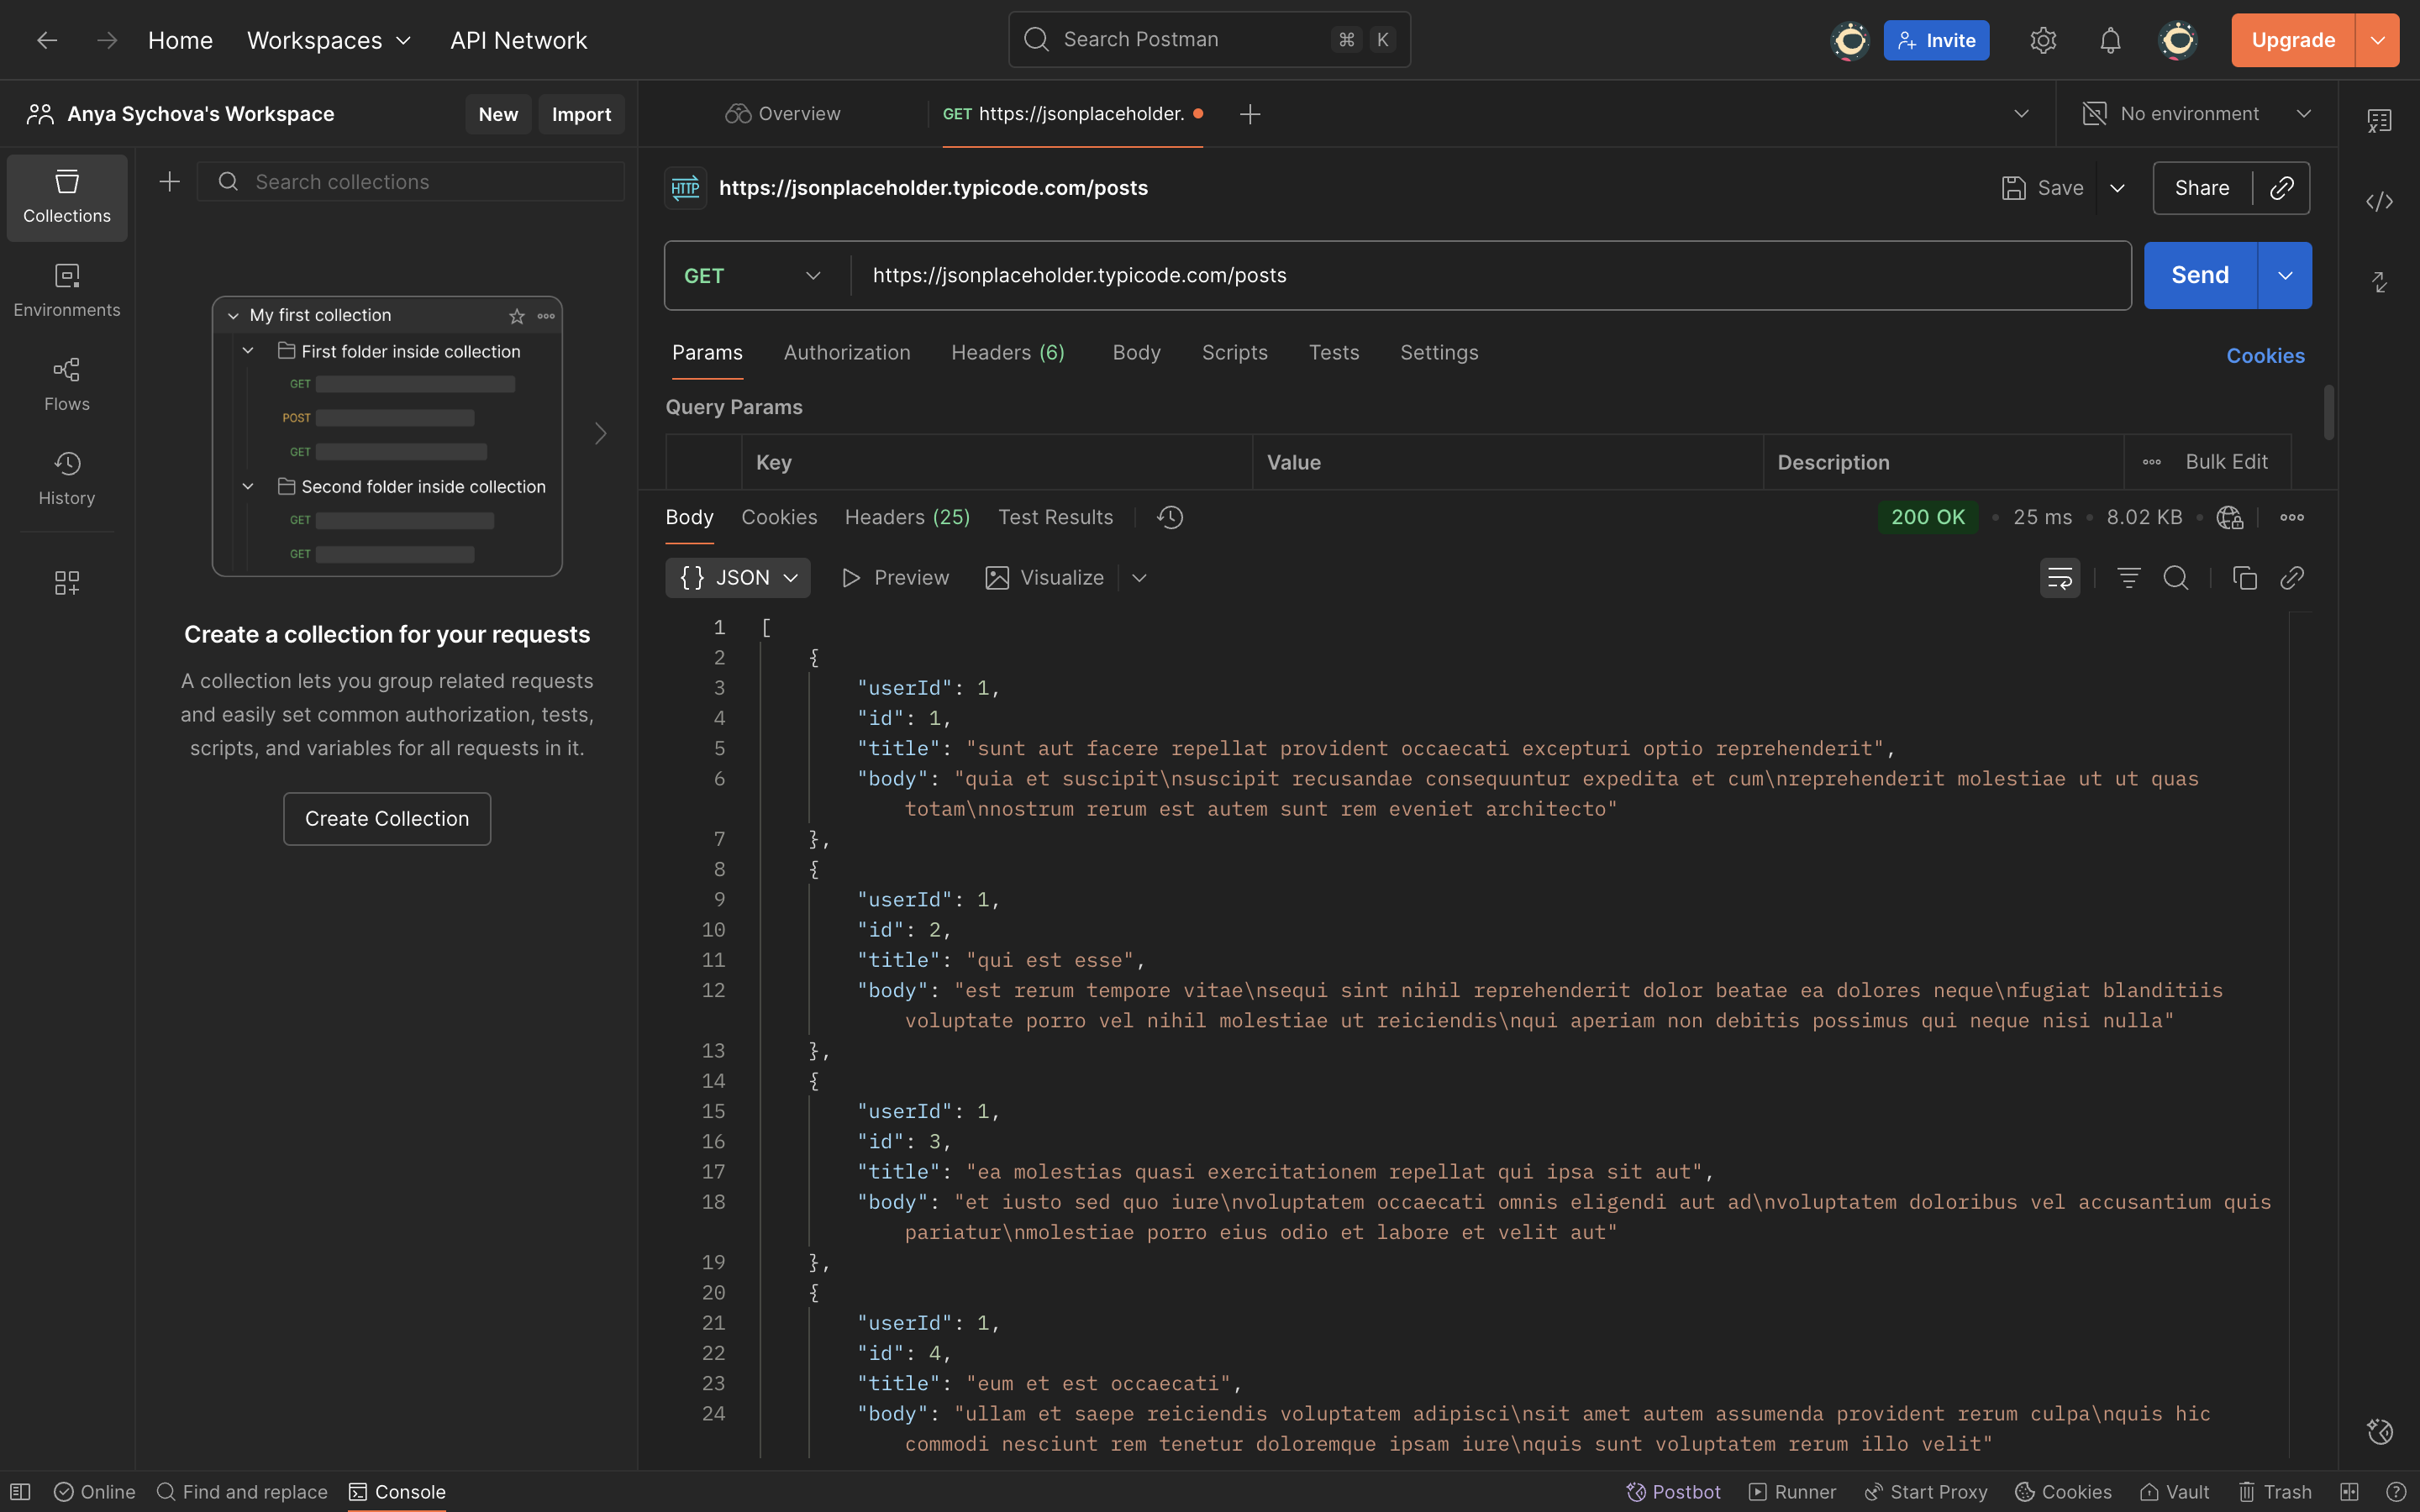 Home Workspaces API Network Search Postman ⌘ K Invite Upgrade
Anya Sychova's Workspace New Import Overview GET https://jsonplaceholder. No environment
Collections
Search collections
Environments
Flows
History
My first collection
First folder inside collection
GET
POST
GET
Second folder inside collection
GET
GET
Create a collection for your requests
A collection lets you group related requests
and easily set common authorization, tests,
scripts, and variables for all requests in it.
Create Collection
HTTP https://jsonplaceholder.typicode.com/posts Save Share
GET https://jsonplaceholder.typicode.com/posts Send
Params Authorization Headers (6) Body Scripts Tests Settings Cookies
Query Params
Key Value Description Bulk Edit
Body Cookies Headers (25) Test Results 200 OK • 25 ms • 8.02 KB •
{} JSON Preview Visualize
1 [
2 {
3 "userId": 1,
4 "id": 1,
5 "title": "sunt aut facere repellat provident occaecati excepturi optio reprehenderit",
6 "body": "quia et suscipit\nsuscipit recusandae consequuntur expedita et cum\nreprehenderit molestiae ut ut quas
totam\nnostrum rerum est autem sunt rem eveniet architecto"
7 },
8 {
9 "userId": 1,
10 "id": 2,
11 "title": "qui est esse",
12 "body": "est rerum tempore vitae\nsequi sint nihil reprehenderit dolor beatae ea dolores neque\nfugiat blanditiis
voluptate porro vel nihil molestiae ut reiciendis\nqui aperiam non debitis possimus qui neque nisi nulla"
13 },
14 {
15 "userId": 1,
16 "id": 3,
17 "title": "ea molestias quasi exercitationem repellat qui ipsa sit aut",
18 "body": "et iusto sed quo iure\nvoluptatem occaecati omnis eligendi aut ad\nvoluptatem doloribus vel accusantium quis
pariatur\nmolestiae porro eius odio et labore et velit aut"
19 },
20 {
21 "userId": 1,
22 "id": 4,
23 "title": "eum et est occaecati",
24 "body": "ullam et saepe reiciendis voluptatem adipisci\nsit amet autem assumenda provident rerum culpa\nquis hic
commodi nesciunt rem tenetur doloremque ipsam iure\nquis sunt voluptatem rerum illo velit"
Online Find and replace Console Postbot Runner Start Proxy Cookies Vault Trash